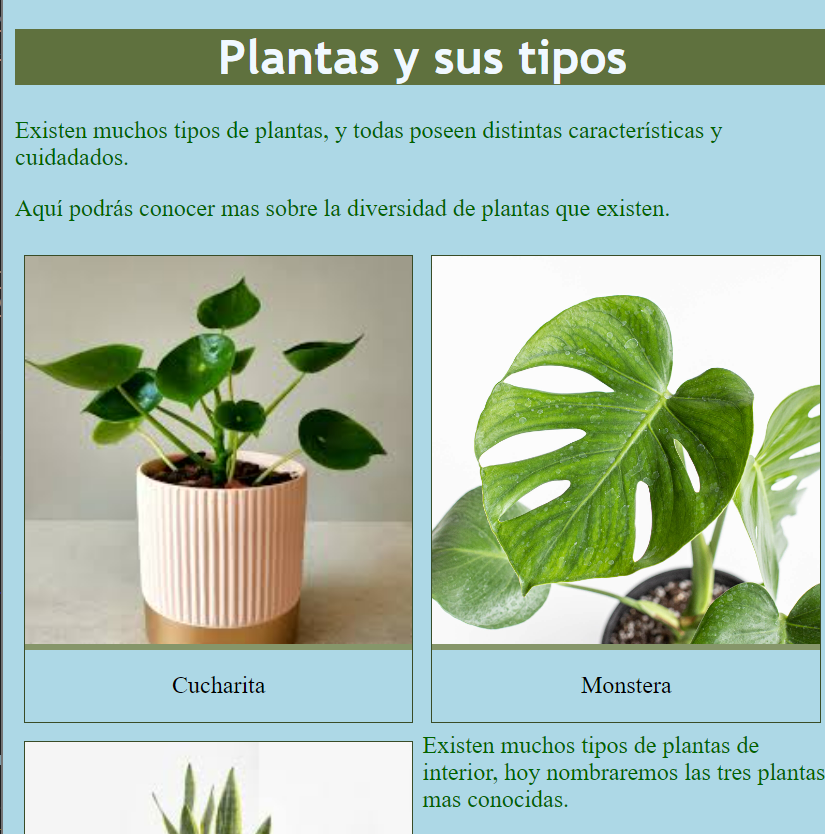 Plantas y sus tipos
Existen muchos tipos de plantas, y todas poseen distintas características y
cuidadados.
Aquí podrás conocer mas sobre la diversidad de plantas que existen.
Cucharita
Monstera
Existen muchos tipos de plantas de
interior, hoy nombraremos las tres plantas
mas conocidas.